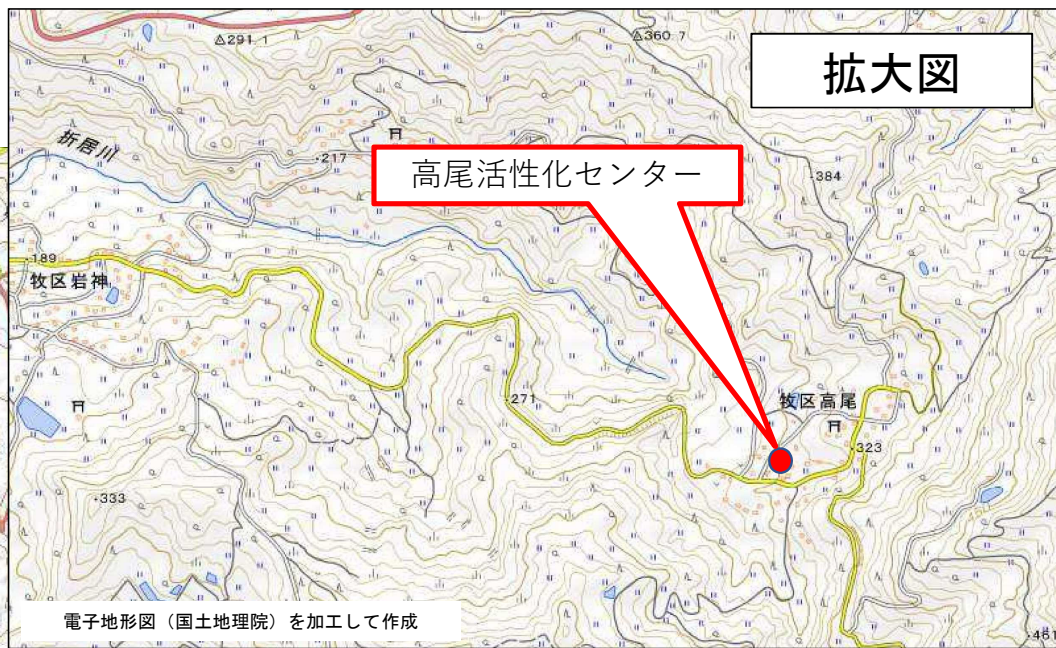 291.1
360.7
拡大図
折居川
217
高尾活性化センター
384
189
牧区岩神
271
牧区高尾
323
333
電子地形図（国土地理院）を加工して作成
461